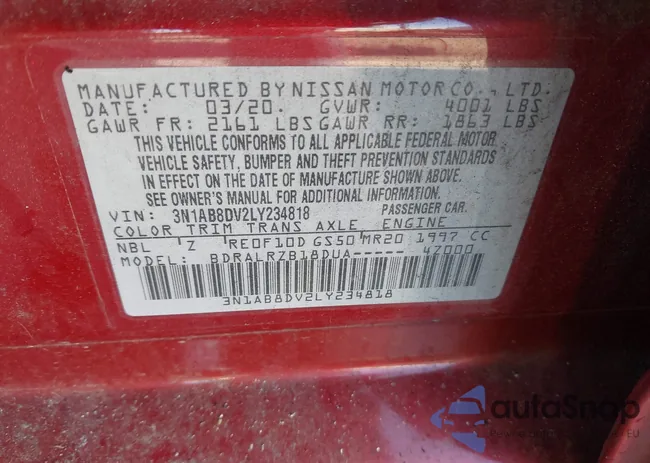 MANUFACTURED BY NISSAN MOTOR CO., LTD.
DATE: 03/20. GVWR: 4001 LBS
GAWR FR: 2161 LBS GAWR RR: 1863 LBS
THIS VEHICLE CONFORMS TO ALL APPLICABLE FEDERAL MOTOR
VEHICLE SAFETY, BUMPER AND THEFT PREVENTION STANDARDS
IN EFFECT ON THE DATE OF MANUFACTURE SHOWN ABOVE.
SEE OWNER'S MANUAL FOR ADDITIONAL INFORMATION.
VIN: 3N1AB8DV2LY234818 PASSENGER CAR.
COLOR TRIM TRANS AXLE ENGINE
NBL 'Z 'RE0F10D GS50 MR20 1997 CC
MODEL: BDRALRZB18DUA----- 4Z000
3N1AB8DV2LY234818
autoSnap